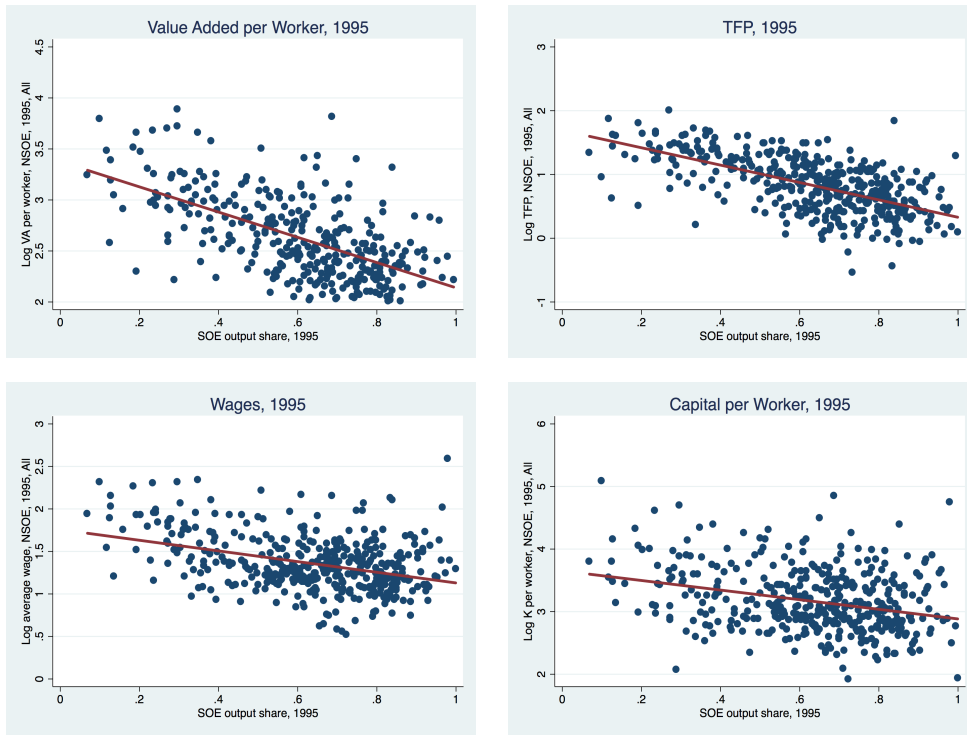 Value Added per Worker, 1995
Log VA per worker, NSOE, 1995, All
4.5
4
3.5
3
2.5
2
0 .2 .4 .6 .8 1
SOE output share, 1995
TFP, 1995
Log TFP, NSOE, 1995, All
3
2
1
0
-1
0 .2 .4 .6 .8 1
SOE output share, 1995
Wages, 1995
Log average wage, NSOE, 1995, All
3
2.5
2
1.5
1
.5
0
0 .2 .4 .6 .8 1
SOE output share, 1995
Capital per Worker, 1995
Log K per worker, NSOE, 1995, All
6
5
4
3
2
0 .2 .4 .6 .8 1
SOE output share, 1995